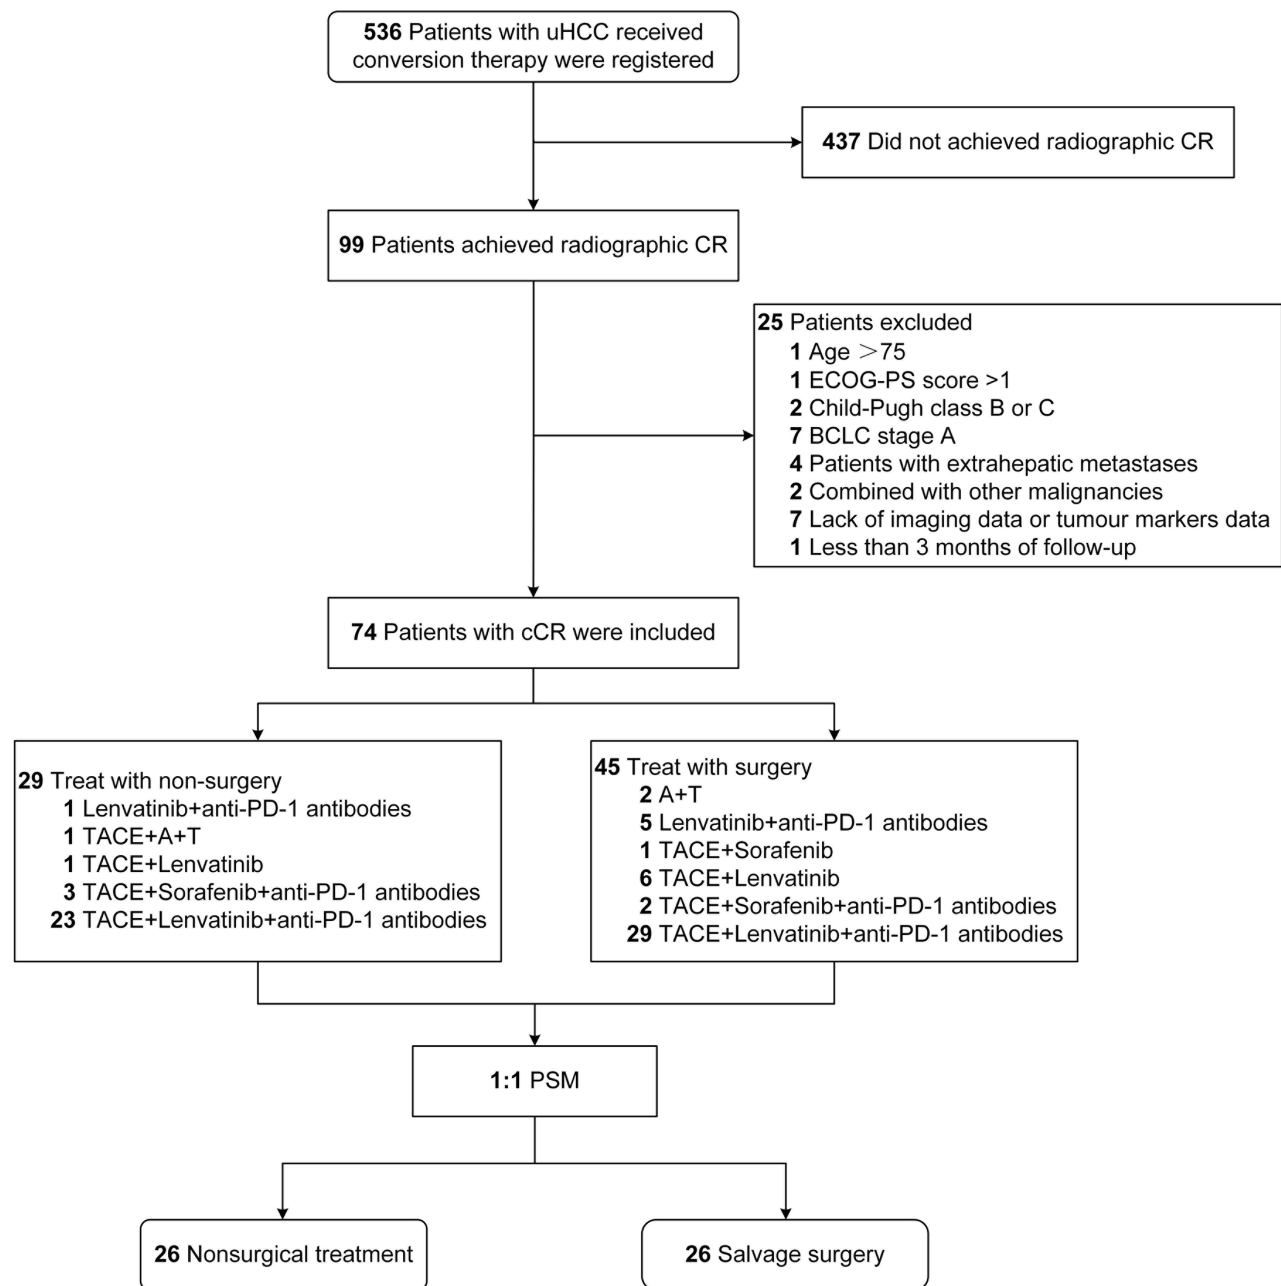 536 Patients with uHCC received
conversion therapy were registered
437 Did not achieved radiographic CR
99 Patients achieved radiographic CR
25 Patients excluded
1 Age >75
1 ECOG-PS score >1
2 Child-Pugh class B or C
7 BCLC stage A
4 Patients with extrahepatic metastases
2 Combined with other malignancies
7 Lack of imaging data or tumour markers data
1 Less than 3 months of follow-up
74 Patients with cCR were included
29 Treat with non-surgery
1 Lenvatinib+anti-PD-1 antibodies
1 TACE+A+T
1 TACE+Lenvatinib
3 TACE+Sorafenib+anti-PD-1 antibodies
23 TACE+Lenvatinib+anti-PD-1 antibodies
45 Treat with surgery
2 A+T
5 Lenvatinib+anti-PD-1 antibodies
1 TACE+Sorafenib
6 TACE+Lenvatinib
2 TACE+Sorafenib+anti-PD-1 antibodies
29 TACE+Lenvatinib+anti-PD-1 antibodies
1:1 PSM
26 Nonsurgical treatment
26 Salvage surgery